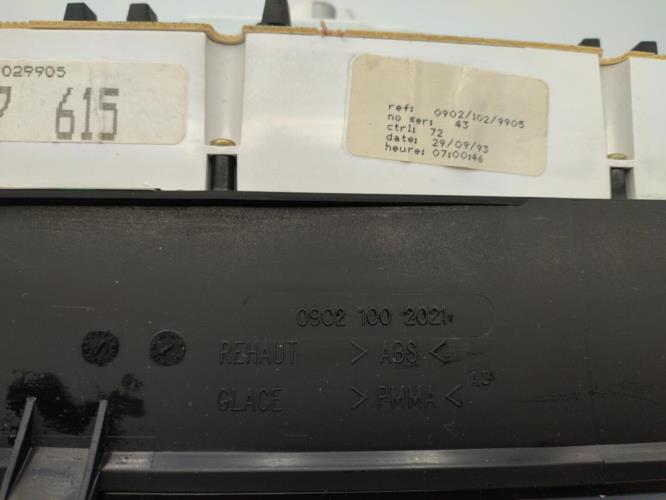 029905
615
ref: 0902/102/9905
no ser: 43
ctrl: 72
date: 29/09/93
heure: 07:00:46
0902 100 2021
REHAUT > ABS <
GLACE > PMMA <